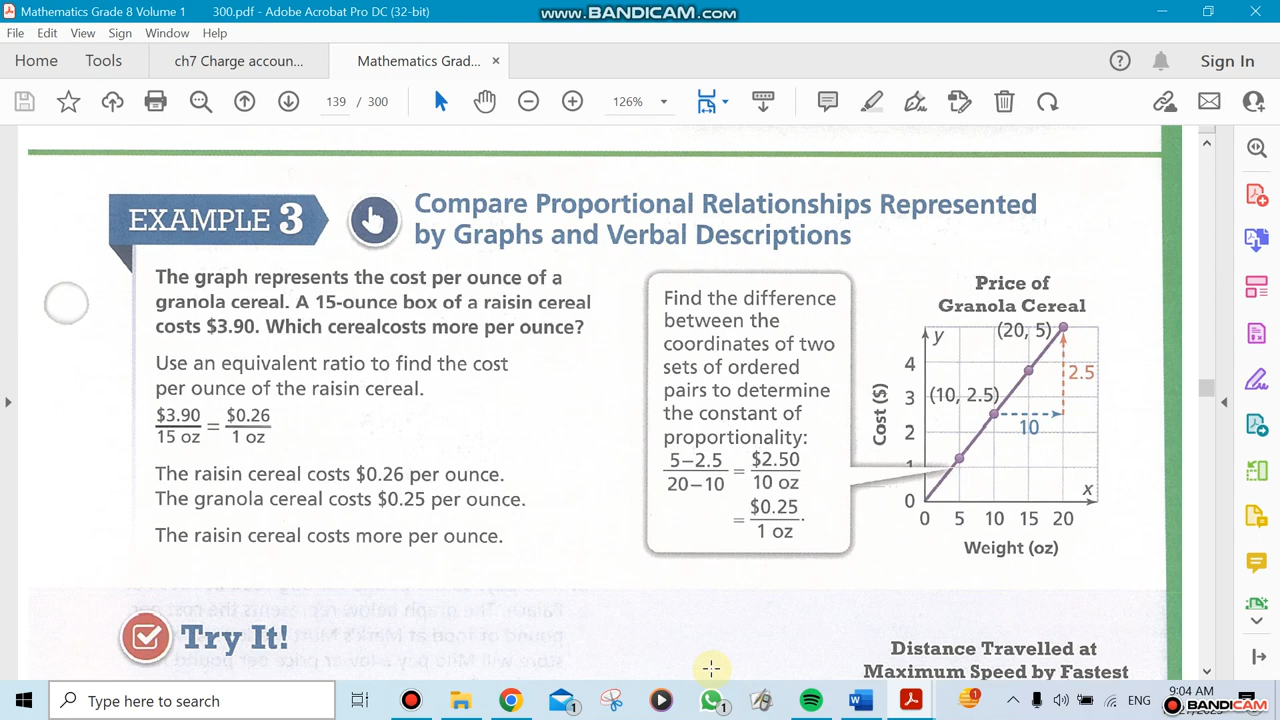 Mathematics Grade 8 Volume 1 300.pdf - Adobe Acrobat Pro DC (32-bit)
www.BANDICAM.com
File Edit View Sign Window Help
Home Tools ch7 Charge accoun... Mathematics Grad... ×
Sign In
139 / 300
126%
EXAMPLE 3
Compare Proportional Relationships Represented
by Graphs and Verbal Descriptions
The graph represents the cost per ounce of a
granola cereal. A 15-ounce box of a raisin cereal
costs $3.90. Which cerealcosts more per ounce?
Use an equivalent ratio to find the cost
per ounce of the raisin cereal.
$3.90 / 15 oz = $0.26 / 1 oz
The raisin cereal costs $0.26 per ounce.
The granola cereal costs $0.25 per ounce.
The raisin cereal costs more per ounce.
Find the difference
between the
coordinates of two
sets of ordered
pairs to determine
the constant of
proportionality:
5−2.5 / 20−10 = $2.50 / 10 oz
= $0.25 / 1 oz.
Price of
Granola Cereal
y
(20, 5)
4
2.5
3
(10, 2.5)
Cost ($)
10
2
1
x
0
0 5 10 15 20
Weight (oz)
Try It!
Distance Travelled at
Maximum Speed by Fastest
Type here to search
1
1
1
ENG
9:04 AM
BANDICAM